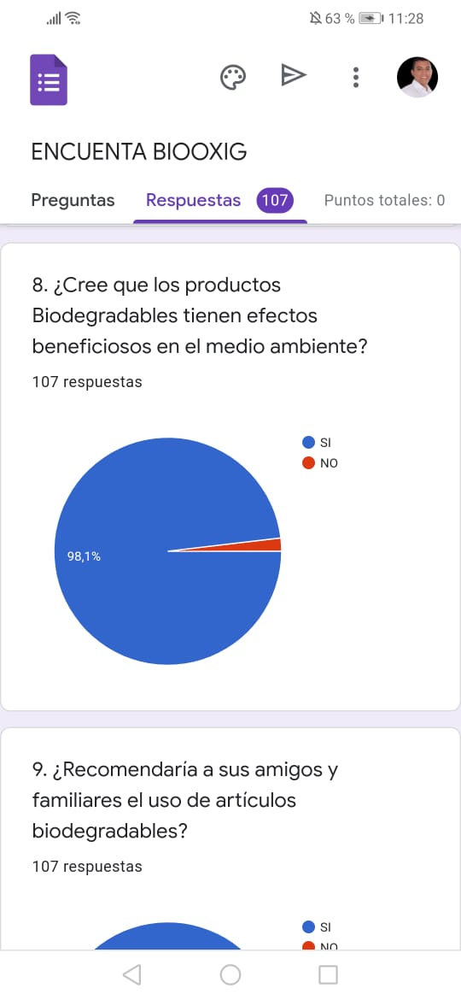 63 % 11:28
ENCUENTA BIOOXIG
Preguntas Respuestas 107 Puntos totales: 0
8. ¿Cree que los productos
Biodegradables tienen efectos
beneficiosos en el medio ambiente?
107 respuestas
SI
NO
98,1%
9. ¿Recomendaría a sus amigos y
familiares el uso de artículos
biodegradables?
107 respuestas
SI
NO